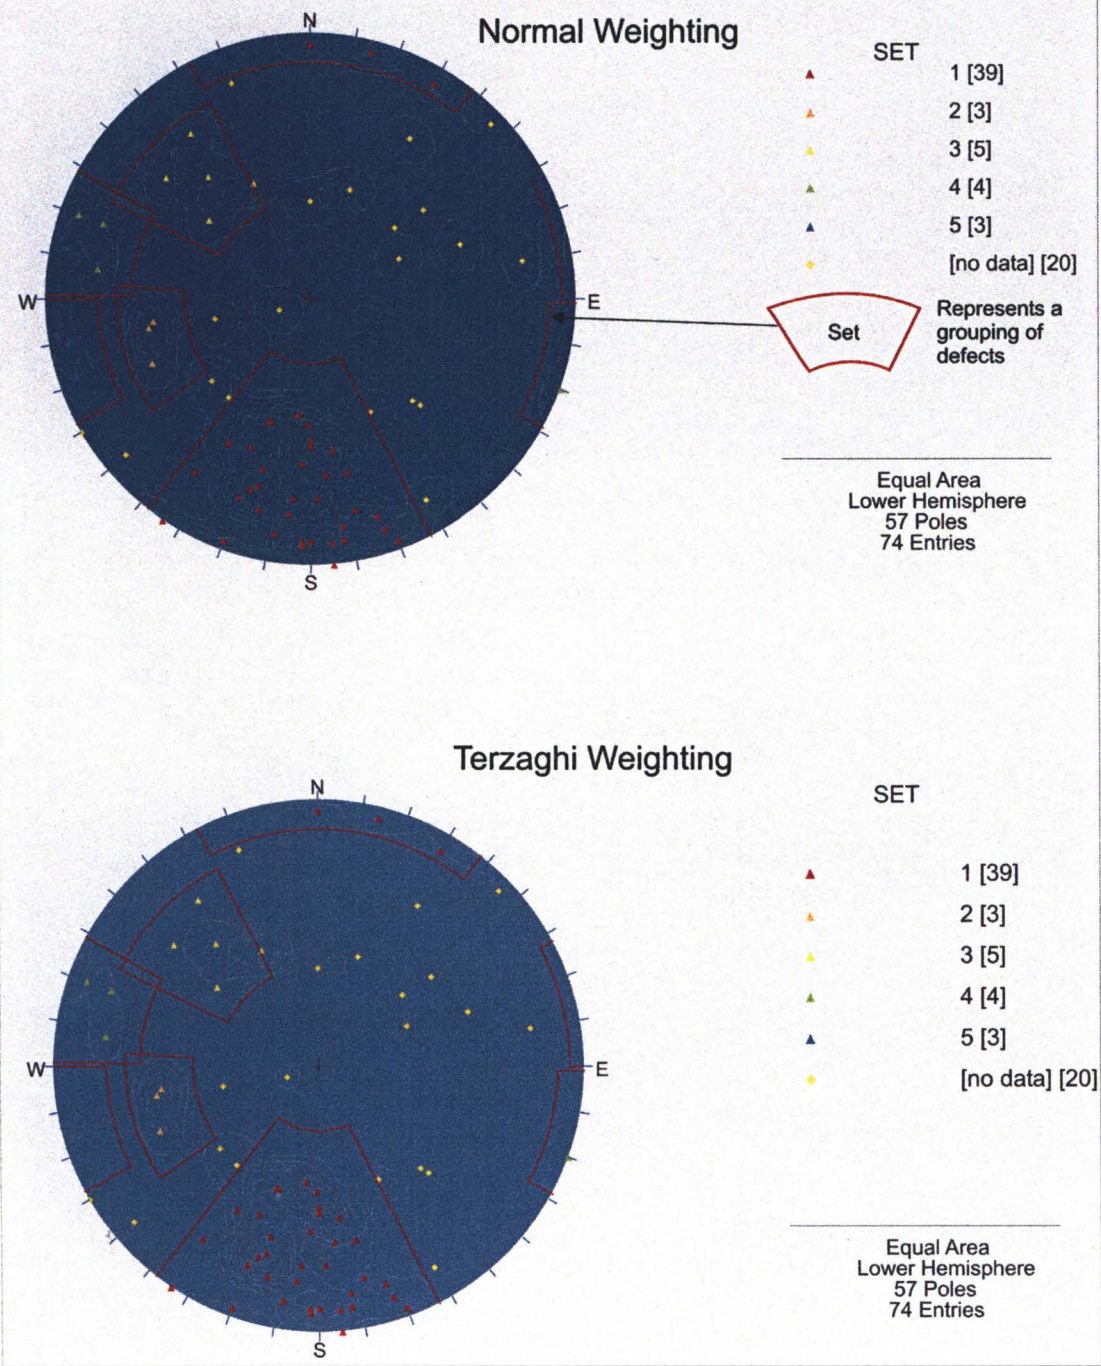 Normal Weighting
N
W
E
S
SET
1 [39]
2 [3]
3 [5]
4 [4]
5 [3]
[no data] [20]
Set
Represents a
grouping of
defects
Equal Area
Lower Hemisphere
57 Poles
74 Entries
Terzaghi Weighting
N
W
E
S
SET
1 [39]
2 [3]
3 [5]
4 [4]
5 [3]
[no data] [20]
Equal Area
Lower Hemisphere
57 Poles
74 Entries